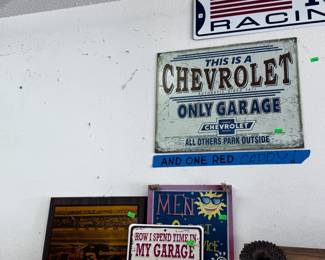 RACIN
THIS IS A
CHEVROLET
ONLY GARAGE
CHEVROLET
ALL OTHERS PARK OUTSIDE
AND ONE RED
MEN
HOW I SPEND TIME IN
MY GARAGE